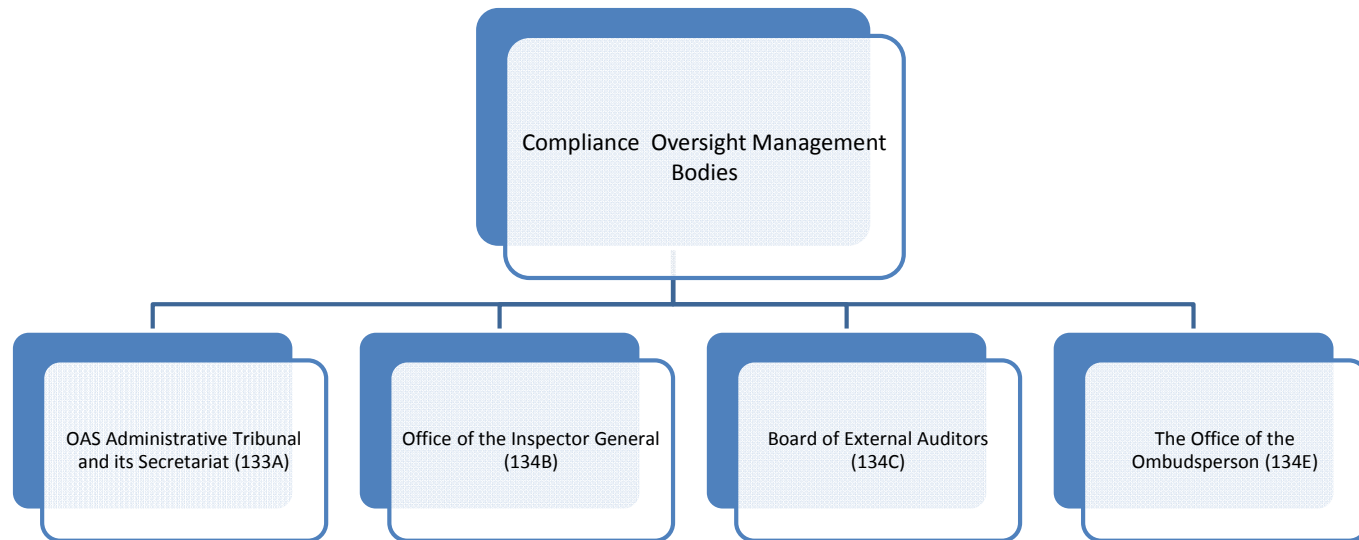 Compliance  Oversight Management
Bodies
OAS Administrative Tribunal
and its Secretariat (133A)
Office of the Inspector General
(134B)
Board of External Auditors
(134C)
The Office of the
Ombudsperson (134E)